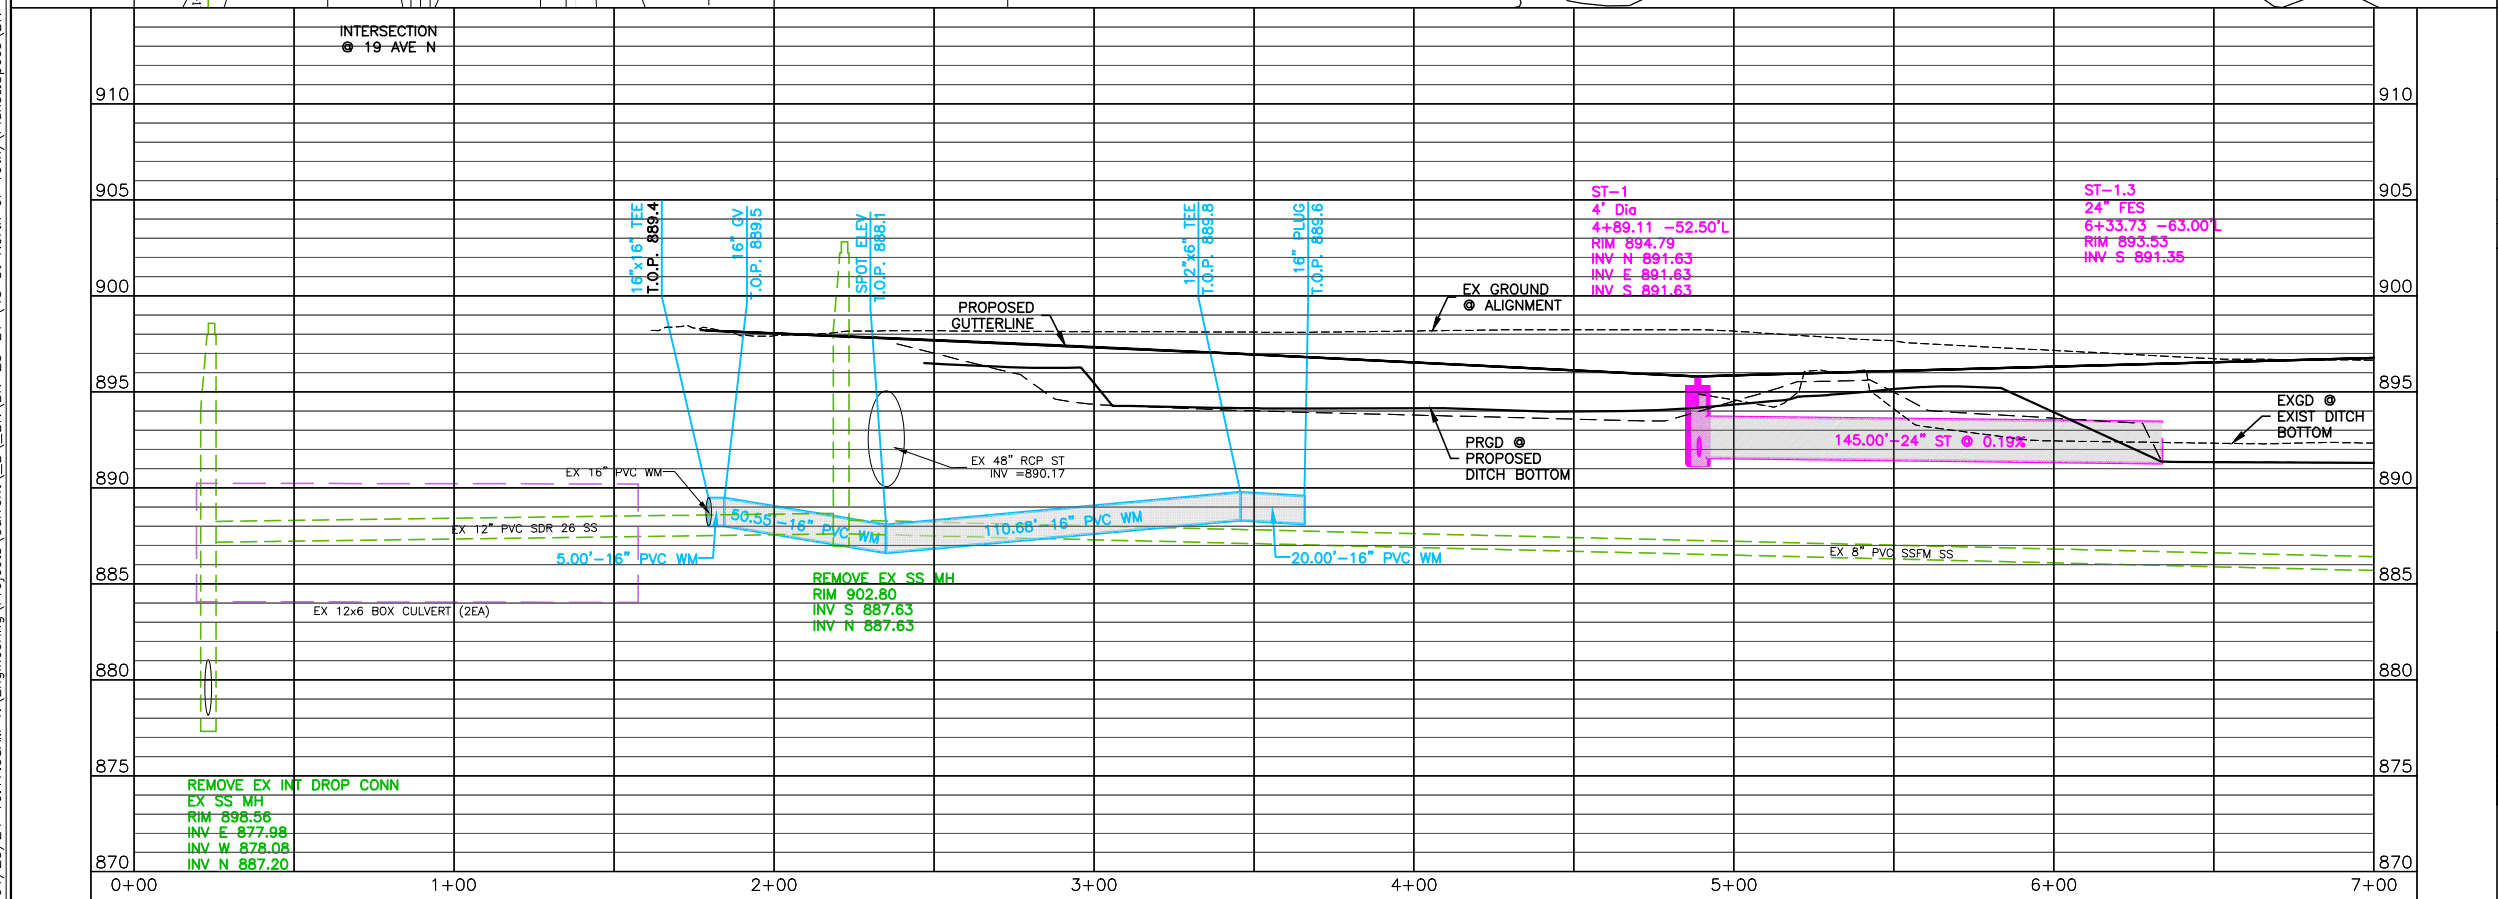 INTERSECTION
@ 19 AVE N
910
910
905
905
900
900
895
895
890
890
885
885
880
880
875
875
870
870
16"x16" TEE
T.O.P. 889.4
16" GV
T.O.P. 889.5
SPOT ELEV
T.O.P. 888.1
12"x6" TEE
T.O.P. 889.8
16" PLUG
T.O.P. 889.6
ST-1
4' Dia
4+89.11 -52.50'L
RIM 894.79
INV N 891.63
INV E 891.63
INV S 891.63
ST-1.3
24" FES
6+33.73 -63.00'L
RIM 893.53
INV S 891.35
PROPOSED
GUTTERLINE
EX GROUND
@ ALIGNMENT
EXGD @
EXIST DITCH
BOTTOM
PRGD @
PROPOSED
DITCH BOTTOM
145.00'-24" ST @ 0.19%
EX 48" RCP ST
INV =890.17
EX 16" PVC WM
EX 12" PVC SDR 26 SS
50.55'-16" PVC WM
110.68'-16" PVC WM
5.00'-16" PVC WM
20.00'-16" PVC WM
EX 8" PVC SSFM SS
REMOVE EX SS MH
RIM 902.80
INV S 887.63
INV N 887.63
EX 12x6 BOX CULVERT (2EA)
REMOVE EX INT DROP CONN
EX SS MH
RIM 898.56
INV E 877.98
INV W 878.08
INV N 887.20
0+00
1+00
2+00
3+00
4+00
5+00
6+00
7+00